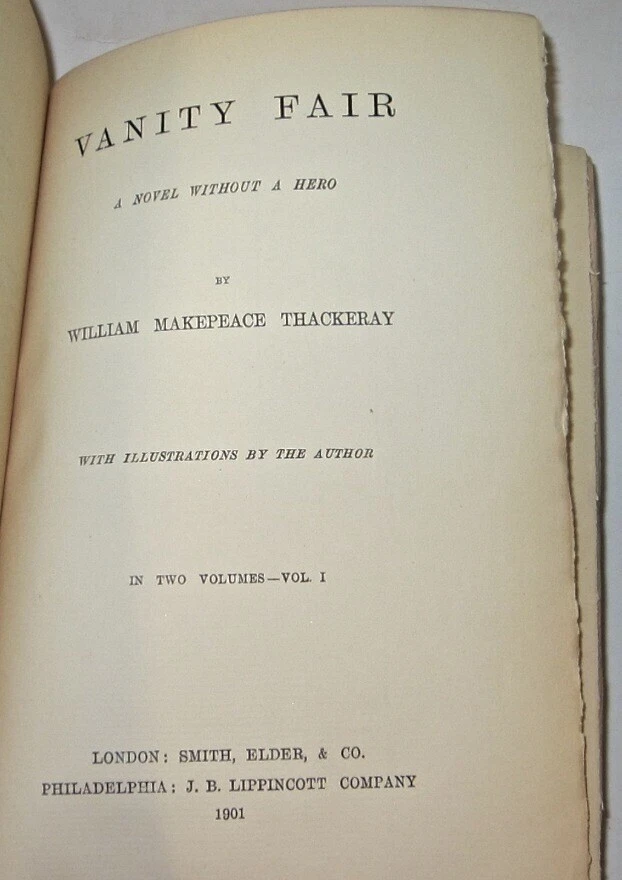 VANITY FAIR
A NOVEL WITHOUT A HERO
BY
WILLIAM MAKEPEACE THACKERAY
WITH ILLUSTRATIONS BY THE AUTHOR
IN TWO VOLUMES—VOL. I
LONDON: SMITH, ELDER, & CO.
PHILADELPHIA: J. B. LIPPINCOTT COMPANY
1901